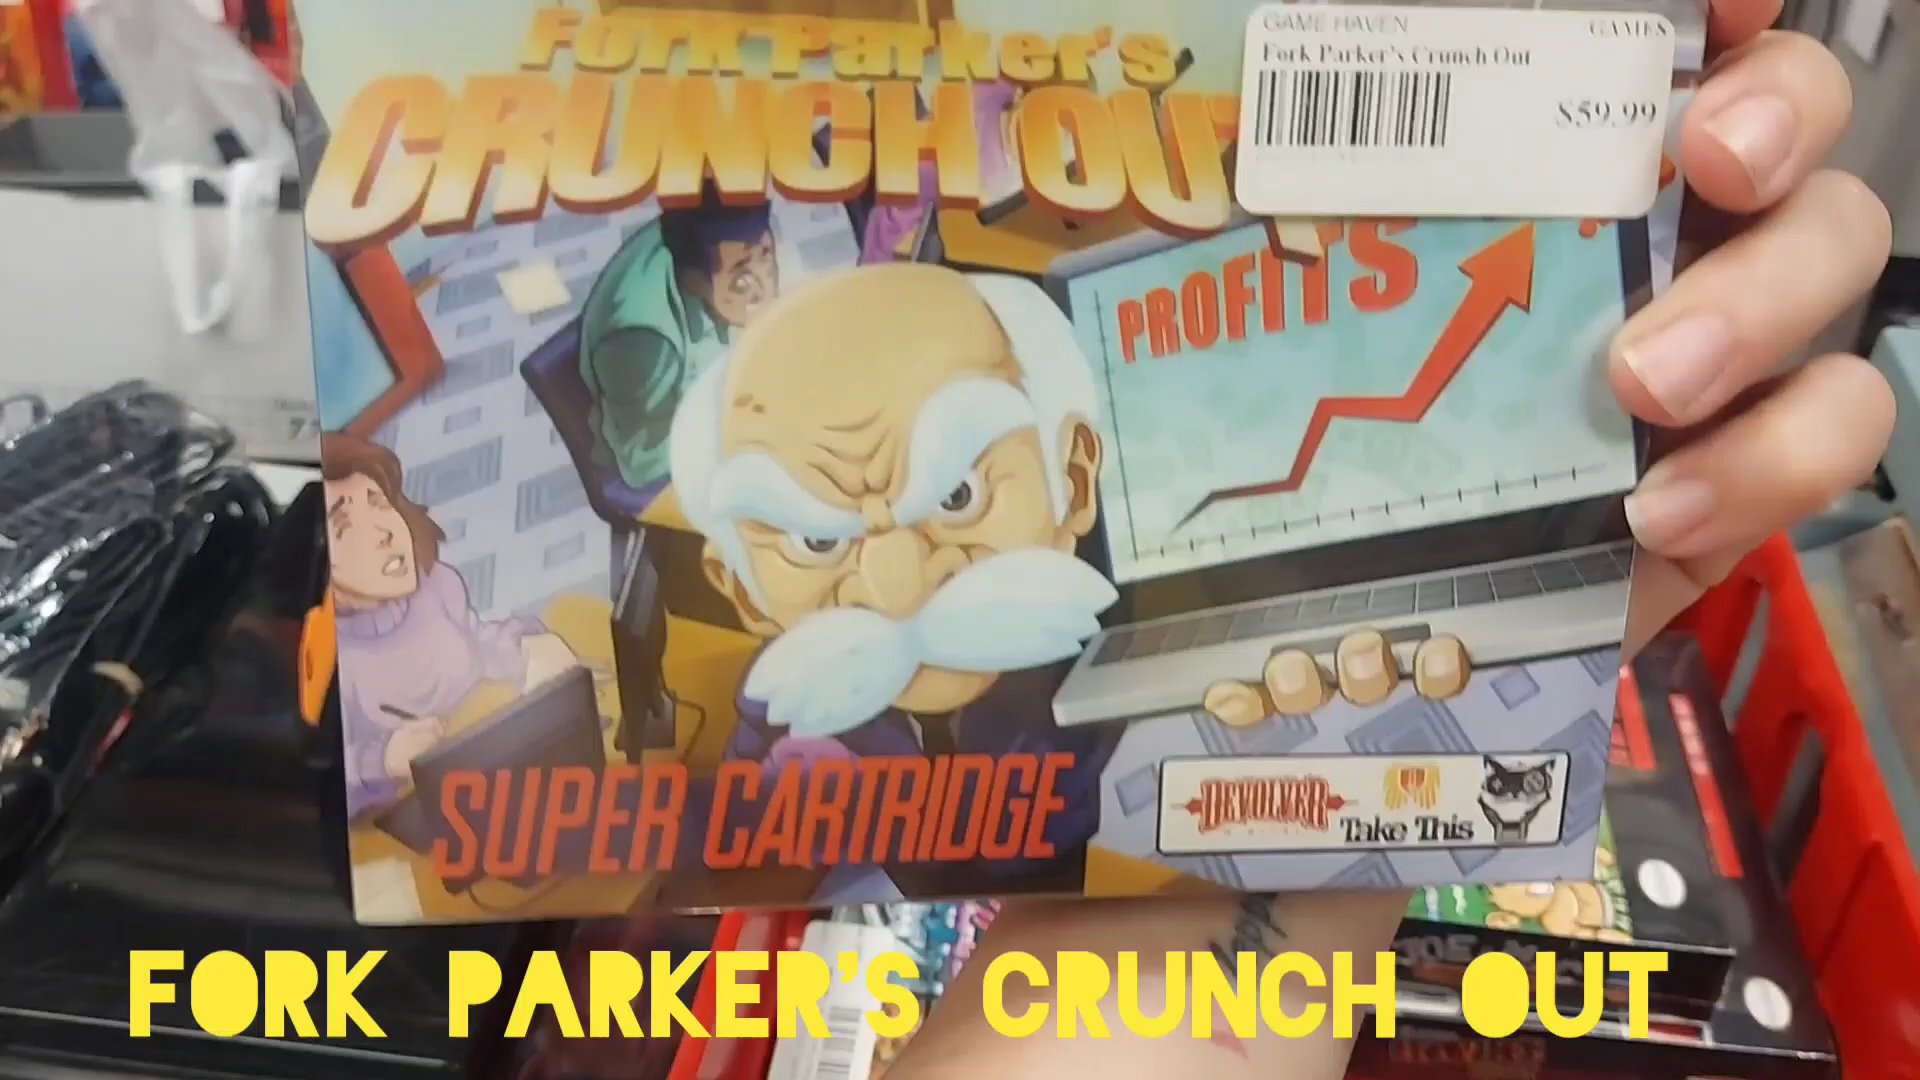 GAME HAVEN GAMES
Fork Parker's Crunch Out
$59.99
Fork Parker's
CRUNCH OU
PROFITS
SUPER CARTRIDGE
DEVOLVER
Take This
FORK PARKER'S CRUNCH OUT